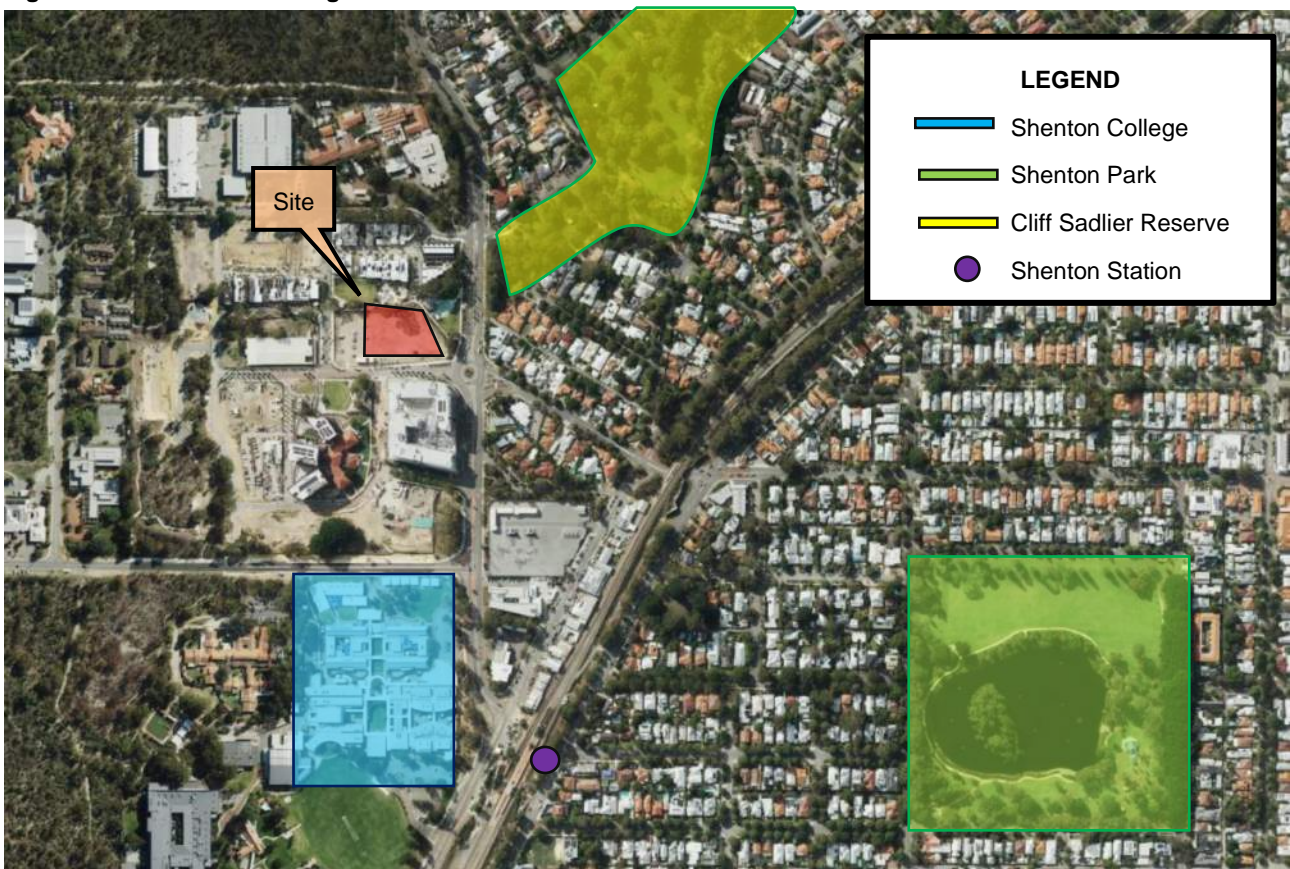 LEGEND
Shenton College
Shenton Park
Cliff Sadlier Reserve
Shenton Station
Site